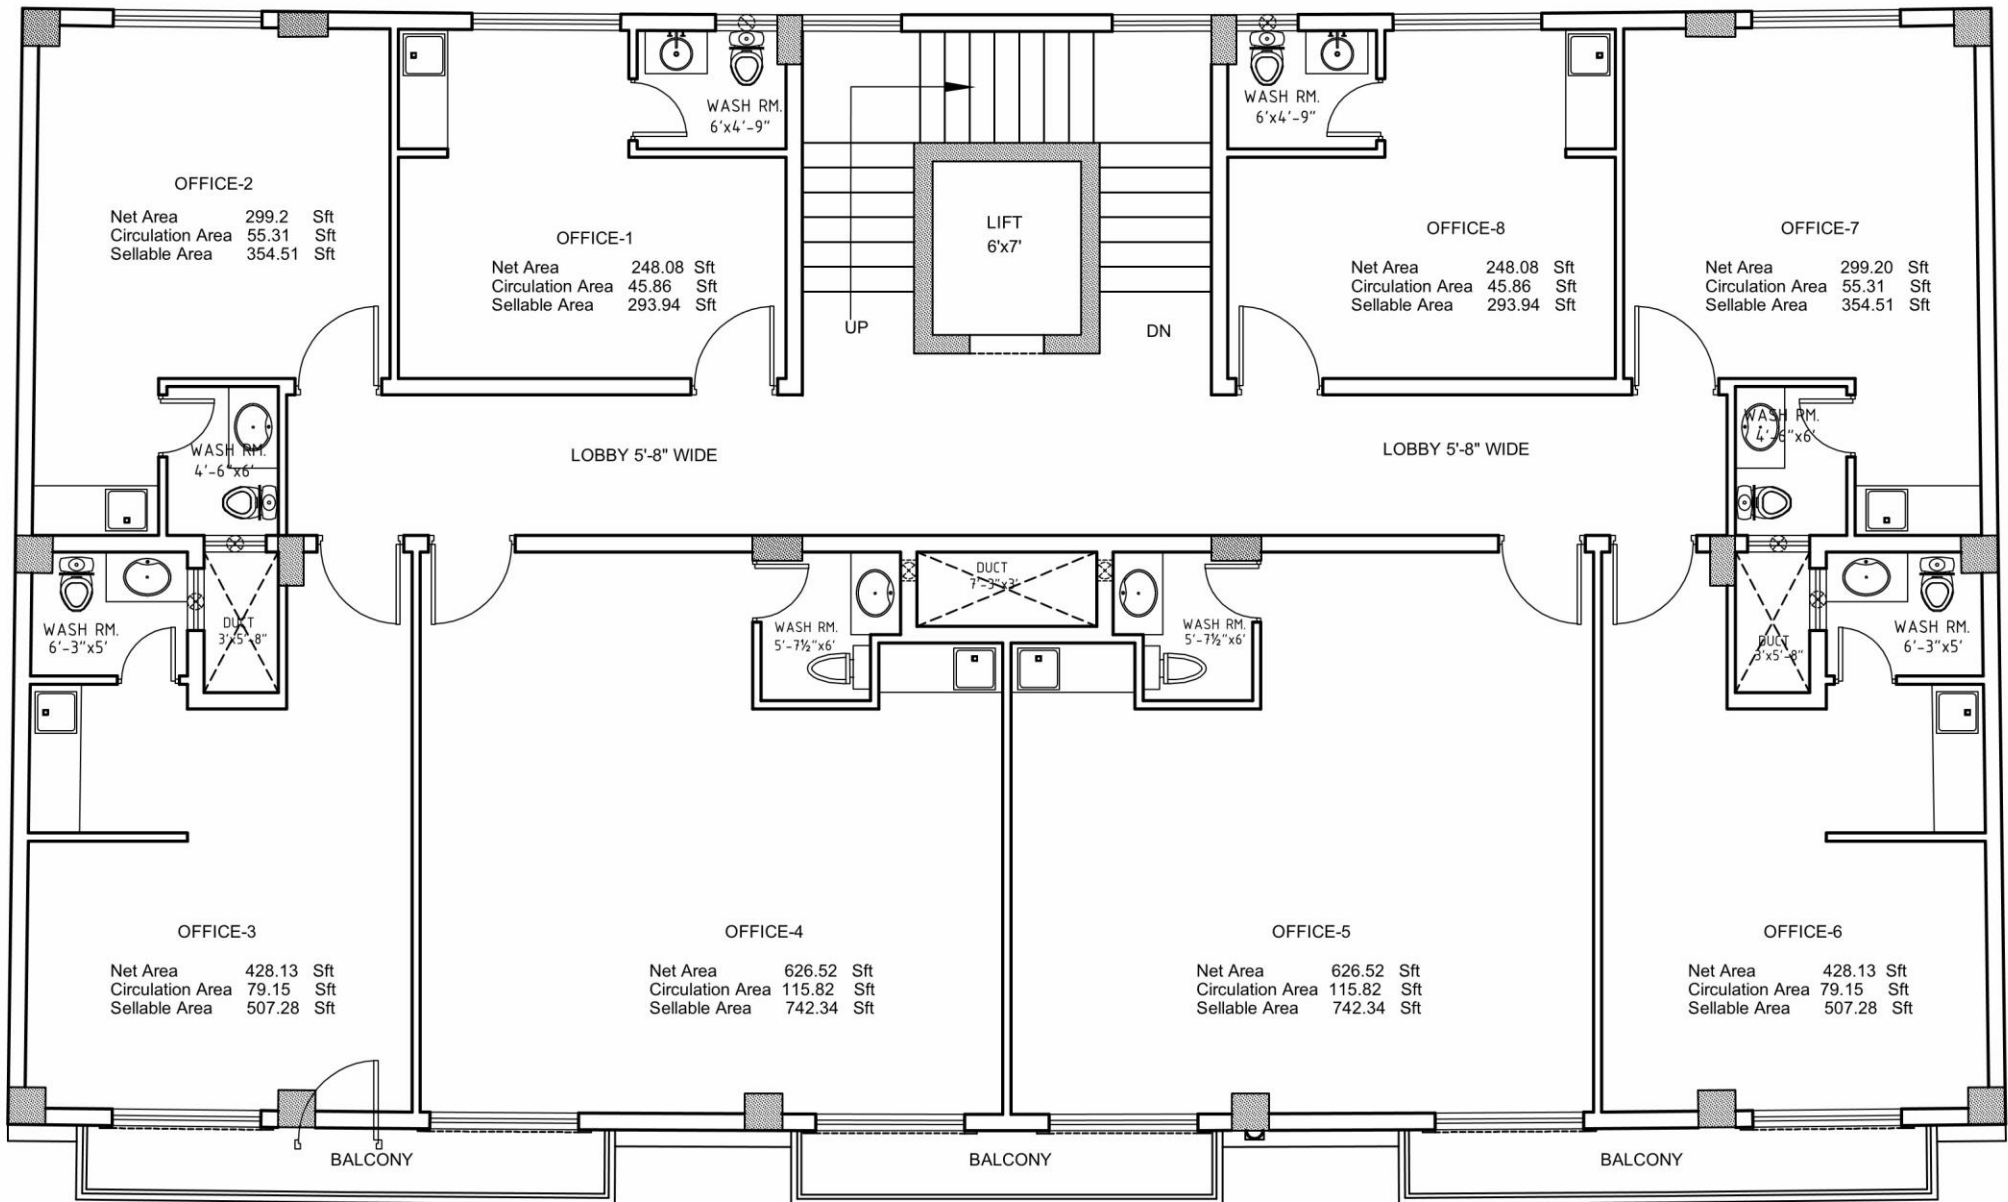 WASH RM.
6'x4'-9"
WASH RM.
6'x4'-9"
OFFICE-2
Net Area 299.2 Sft
Circulation Area 55.31 Sft
Sellable Area 354.51 Sft
OFFICE-1
Net Area 248.08 Sft
Circulation Area 45.86 Sft
Sellable Area 293.94 Sft
LIFT
6'x7'
UP
DN
OFFICE-8
Net Area 248.08 Sft
Circulation Area 45.86 Sft
Sellable Area 293.94 Sft
OFFICE-7
Net Area 299.20 Sft
Circulation Area 55.31 Sft
Sellable Area 354.51 Sft
WASH RM.
4'-6"x6'
LOBBY 5'-8" WIDE
LOBBY 5'-8" WIDE
WASH RM.
4'-6"x6'
WASH RM.
6'-3"x5'
DUCT
3'x5'-8"
WASH RM.
5'-7½"x6'
DUCT
7'-3"x3'
WASH RM.
5'-7½"x6'
DUCT
3'x5'-8"
WASH RM.
6'-3"x5'
OFFICE-3
Net Area 428.13 Sft
Circulation Area 79.15 Sft
Sellable Area 507.28 Sft
OFFICE-4
Net Area 626.52 Sft
Circulation Area 115.82 Sft
Sellable Area 742.34 Sft
OFFICE-5
Net Area 626.52 Sft
Circulation Area 115.82 Sft
Sellable Area 742.34 Sft
OFFICE-6
Net Area 428.13 Sft
Circulation Area 79.15 Sft
Sellable Area 507.28 Sft
BALCONY
BALCONY
BALCONY